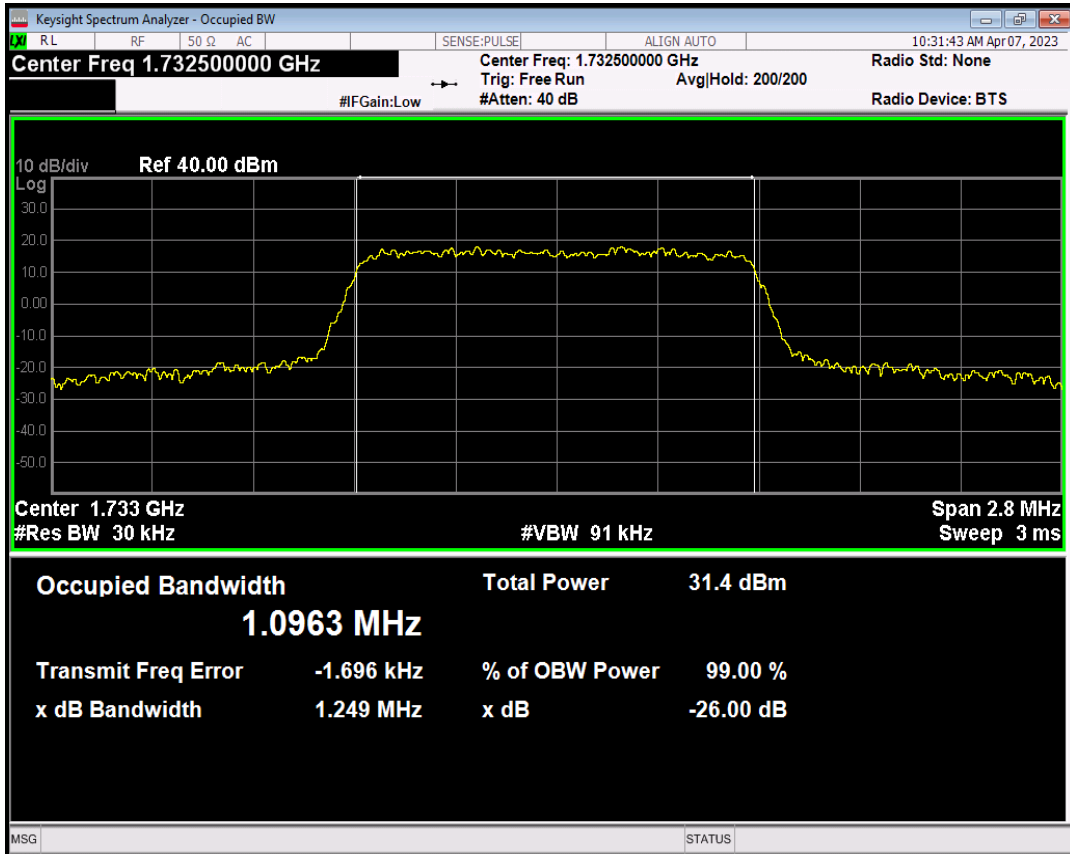 Keysight Spectrum Analyzer - Occupied BW
LXI RL RF 50 Ω AC SENSE:PULSE ALIGN AUTO 10:31:43 AM Apr 07, 2023
Center Freq 1.732500000 GHz Center Freq: 1.732500000 GHz Radio Std: None
Trig: Free Run Avg|Hold: 200/200
#IFGain:Low #Atten: 40 dB Radio Device: BTS
10 dB/div Ref 40.00 dBm
Log
30.0
20.0
10.0
0.00
-10.0
-20.0
-30.0
-40.0
-50.0
Center 1.733 GHz Span 2.8 MHz
#Res BW 30 kHz #VBW 91 kHz Sweep 3 ms
Occupied Bandwidth Total Power 31.4 dBm
1.0963 MHz
Transmit Freq Error -1.696 kHz % of OBW Power 99.00 %
x dB Bandwidth 1.249 MHz x dB -26.00 dB
MSG STATUS